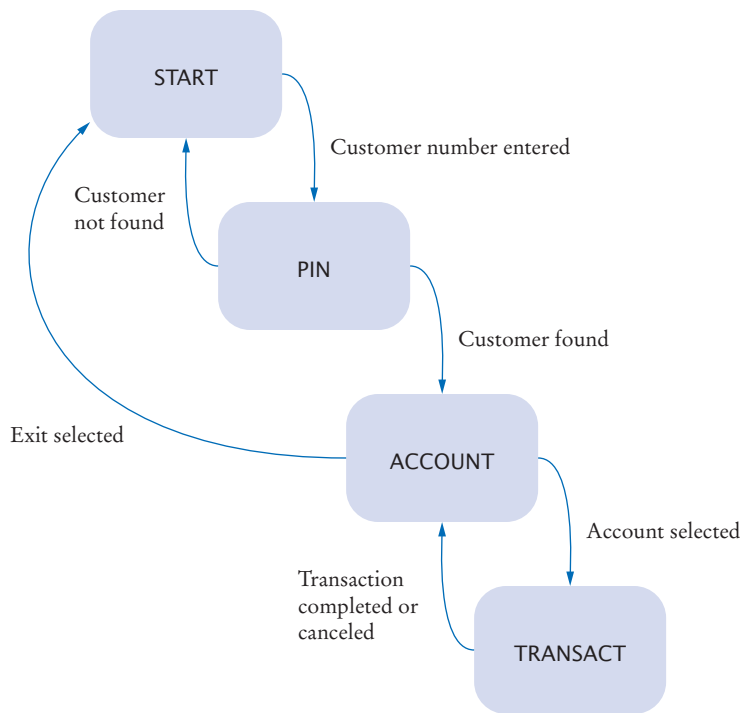 START
Customer number entered
Customer
not found
PIN
Customer found
Exit selected
ACCOUNT
Account selected
Transaction
completed or
canceled
TRANSACT